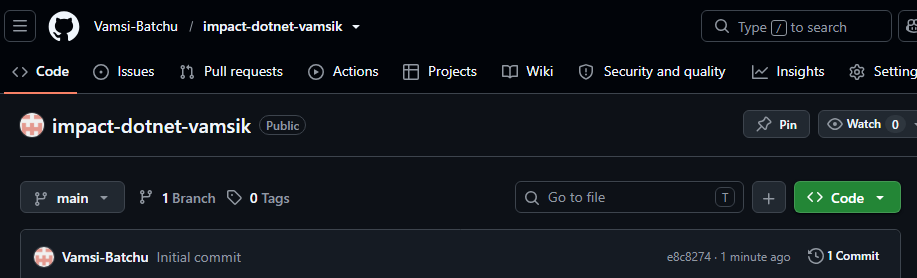 Vamsi-Batchu / impact-dotnet-vamsik Type / to search
Code Issues Pull requests Actions Projects Wiki Security and quality Insights Setting
impact-dotnet-vamsik Public Pin Watch 0
main 1 Branch 0 Tags Go to file T + Code
Vamsi-Batchu Initial commit e8c8274 · 1 minute ago 1 Commit